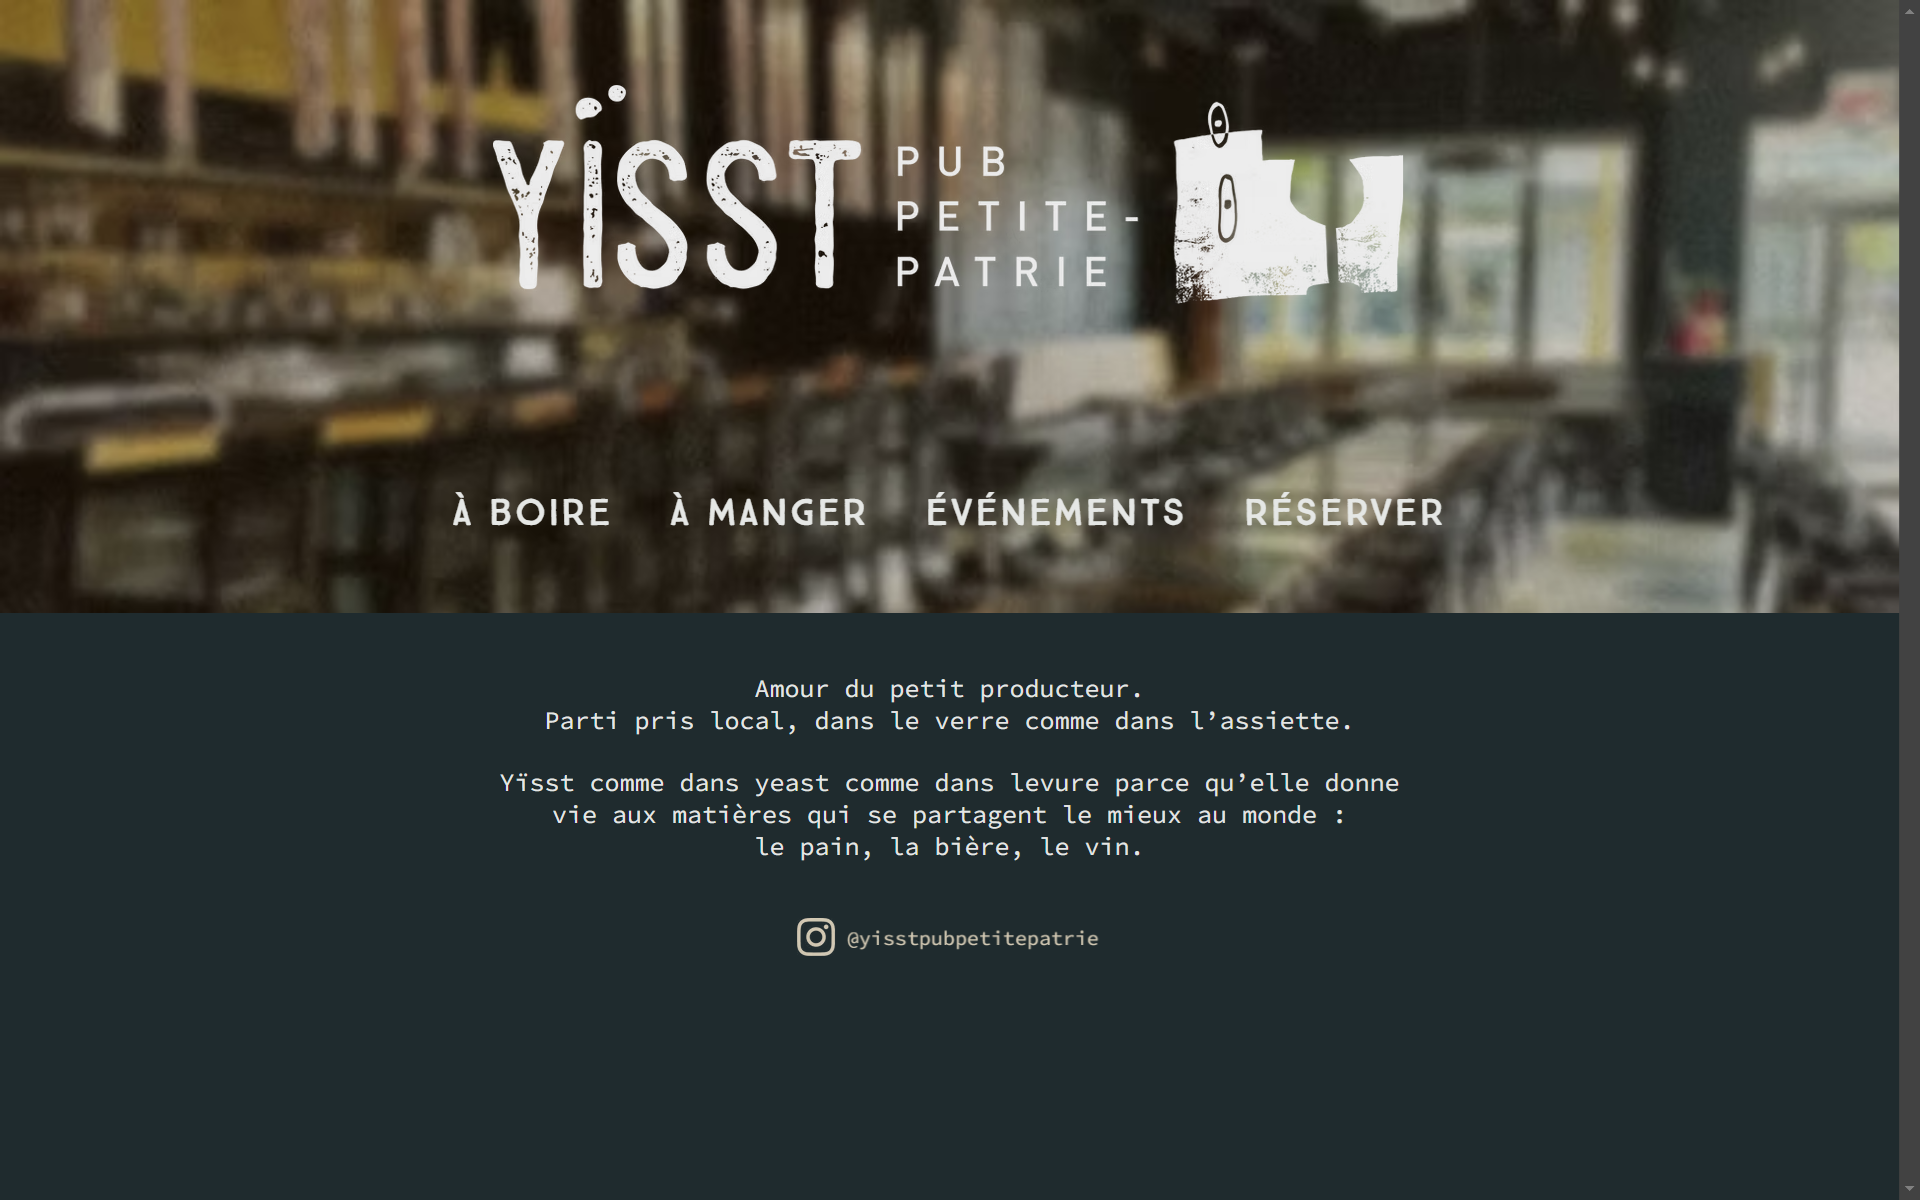 YÏSST
PUB
PETITE-
PATRIE
À BOIRE À MANGER ÉVÉNEMENTS RÉSERVER
Amour du petit producteur.
Parti pris local, dans le verre comme dans l’assiette.
Yïsst comme dans yeast comme dans levure parce qu’elle donne
vie aux matières qui se partagent le mieux au monde :
le pain, la bière, le vin.
@yisstpubpetitepatrie